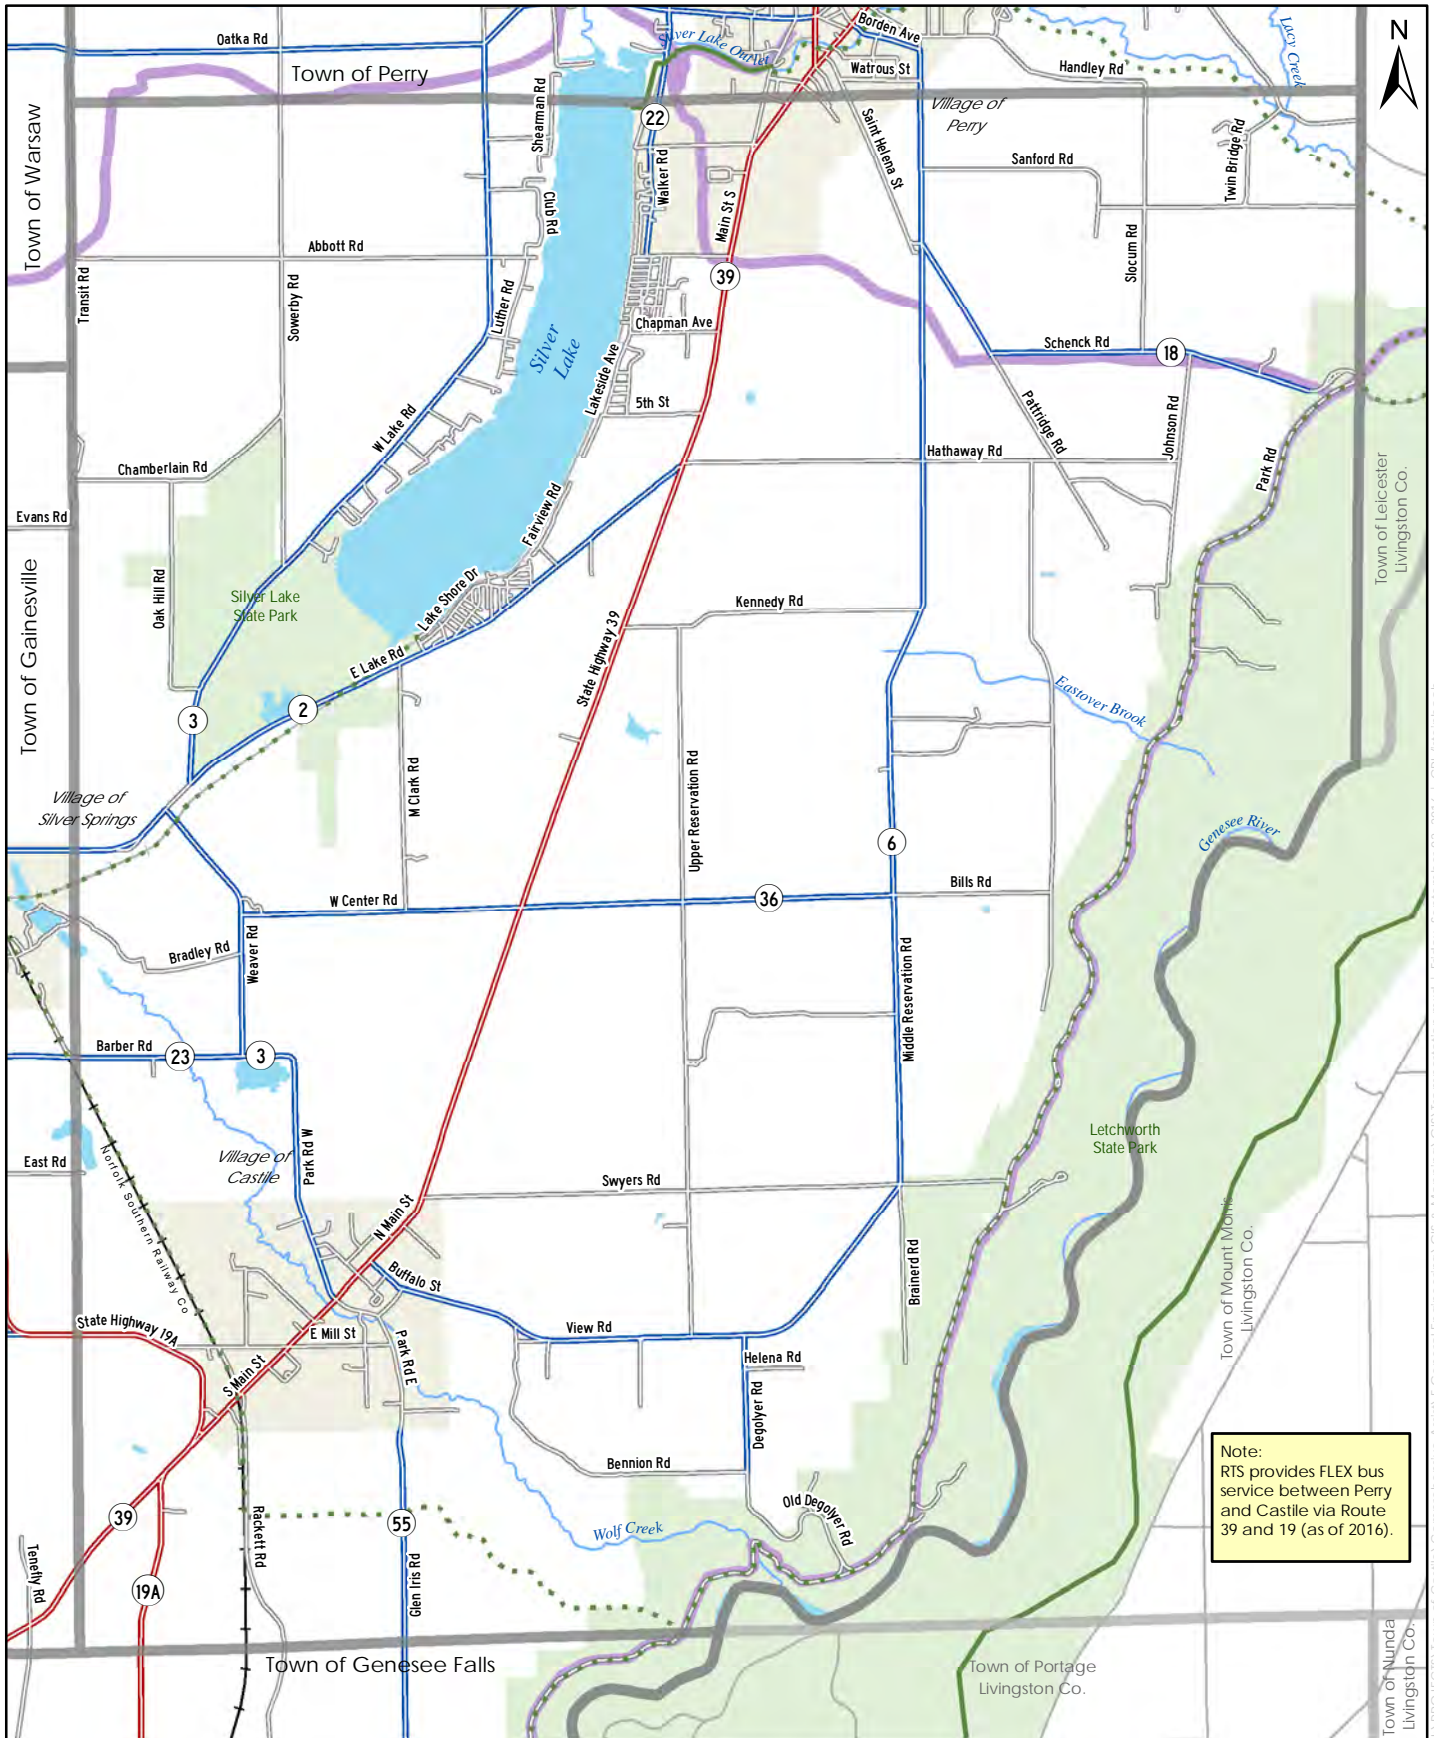 Oatka Rd
Town of Perry
Silver Lake Outlet
Borden Ave
Watrous St
Handley Rd
Lacy Creek
N
Town of Warsaw
Shearman Rd
22
Walker Rd
Village of
Perry
Saint Helena St
Sanford Rd
Twin Bridge Rd
Club Rd
Main St S
Abbott Rd
Transit Rd
Sowerby Rd
Luther Rd
39
Slocum Rd
Silver
Lake
Chapman Ave
Schenck Rd
18
Lakeside Ave
5th St
W Lake Rd
Pattridge Rd
Johnson Rd
Chamberlain Rd
Hathaway Rd
Park Rd
Town of Leicester
Livingston Co.
Evans Rd
Fairview Rd
Town of Gainesville
Oak Hill Rd
Silver Lake
State Park
Lake Shore Dr
Kennedy Rd
E Lake Rd
State Highway 39
Eastover Brook
3
2
M Clark Rd
Upper Reservation Rd
Village of
Silver Springs
6
Genesee River
W Center Rd
36
Bills Rd
Bradley Rd
Weaver Rd
Middle Reservation Rd
Barber Rd
23
3
Norfolk Southern Railway Co
East Rd
Village of
Castile
Park Rd W
Letchworth
State Park
Swyers Rd
N Main St
Town of Mount Morris
Livingston Co.
Buffalo St
Brainerd Rd
State Highway 19A
E Mill St
View Rd
S Main St
Park Rd E
Helena Rd
Degolyer Rd
Bennion Rd
Note:
RTS provides FLEX bus
service between Perry
and Castile via Route
39 and 19 (as of 2016).
39
Rackett Rd
55
Wolf Creek
Old Degolyer Rd
Tenefly Rd
19A
Glen Iris Rd
Town of Genesee Falls
Town of Portage
Livingston Co.
Town of Nunda
Livingston Co.